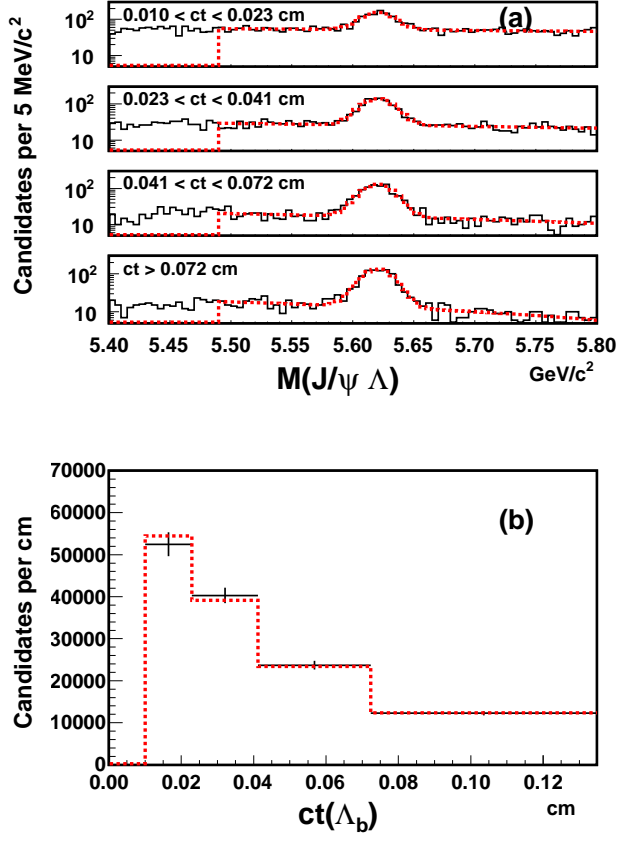 Candidates per 5 MeV/c²
(a)
0.010 < ct < 0.023 cm
10²
10
0.023 < ct < 0.041 cm
10²
10
0.041 < ct < 0.072 cm
10²
10
ct > 0.072 cm
10²
10
5.40 5.45 5.50 5.55 5.60 5.65 5.70 5.75 5.80
M(J/ψ Λ) GeV/c²
Candidates per cm
(b)
70000
60000
50000
40000
30000
20000
10000
0
0.00 0.02 0.04 0.06 0.08 0.10 0.12
ct(Λ_b) cm